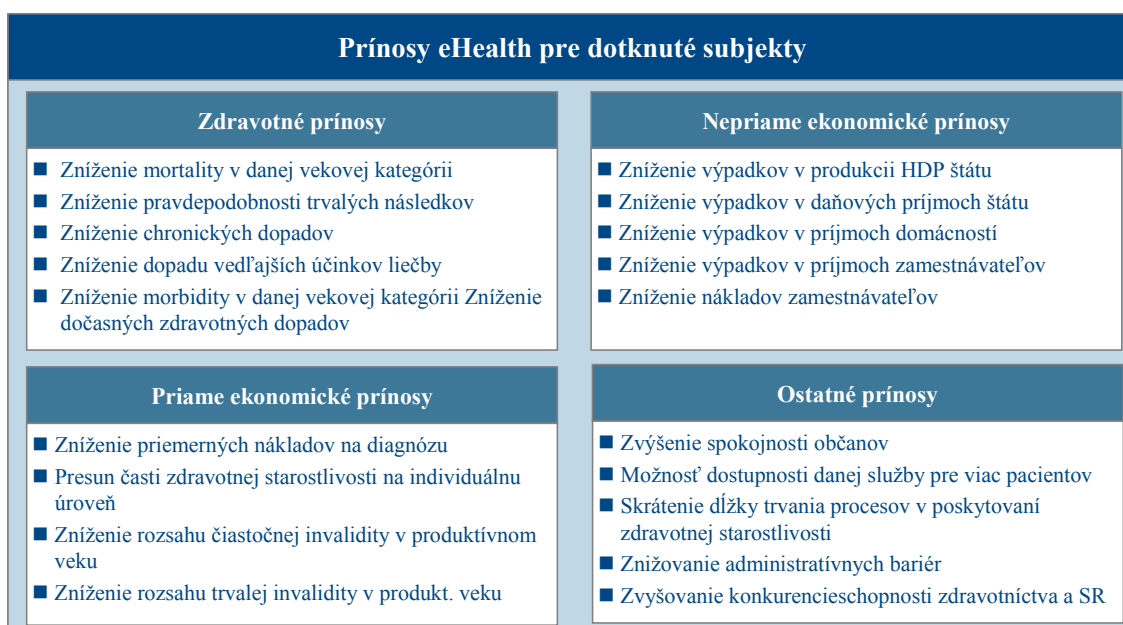 Prínosy eHealth pre dotknuté subjekty
Zdravotné prínosy
■ Zníženie mortality v danej vekovej kategórii
■ Zníženie pravdepodobnosti trvalých následkov
■ Zníženie chronických dopadov
■ Zníženie dopadu vedľajších účinkov liečby
■ Zníženie morbidity v danej vekovej kategórii Zníženie
dočasných zdravotných dopadov
Nepriame ekonomické prínosy
■ Zníženie výpadkov v produkcii HDP štátu
■ Zníženie výpadkov v daňových príjmoch štátu
■ Zníženie výpadkov v príjmoch domácností
■ Zníženie výpadkov v príjmoch zamestnávateľov
■ Zníženie nákladov zamestnávateľov
Priame ekonomické prínosy
■ Zníženie priemerných nákladov na diagnózu
■ Presun časti zdravotnej starostlivosti na individuálnu
úroveň
■ Zníženie rozsahu čiastočnej invalidity v produktívnom
veku
■ Zníženie rozsahu trvalej invalidity v produkt. veku
Ostatné prínosy
■ Zvýšenie spokojnosti občanov
■ Možnosť dostupnosti danej služby pre viac pacientov
■ Skrátenie dĺžky trvania procesov v poskytovaní
zdravotnej starostlivosti
■ Znižovanie administratívnych bariér
■ Zvyšovanie konkurencieschopnosti zdravotníctva a SR